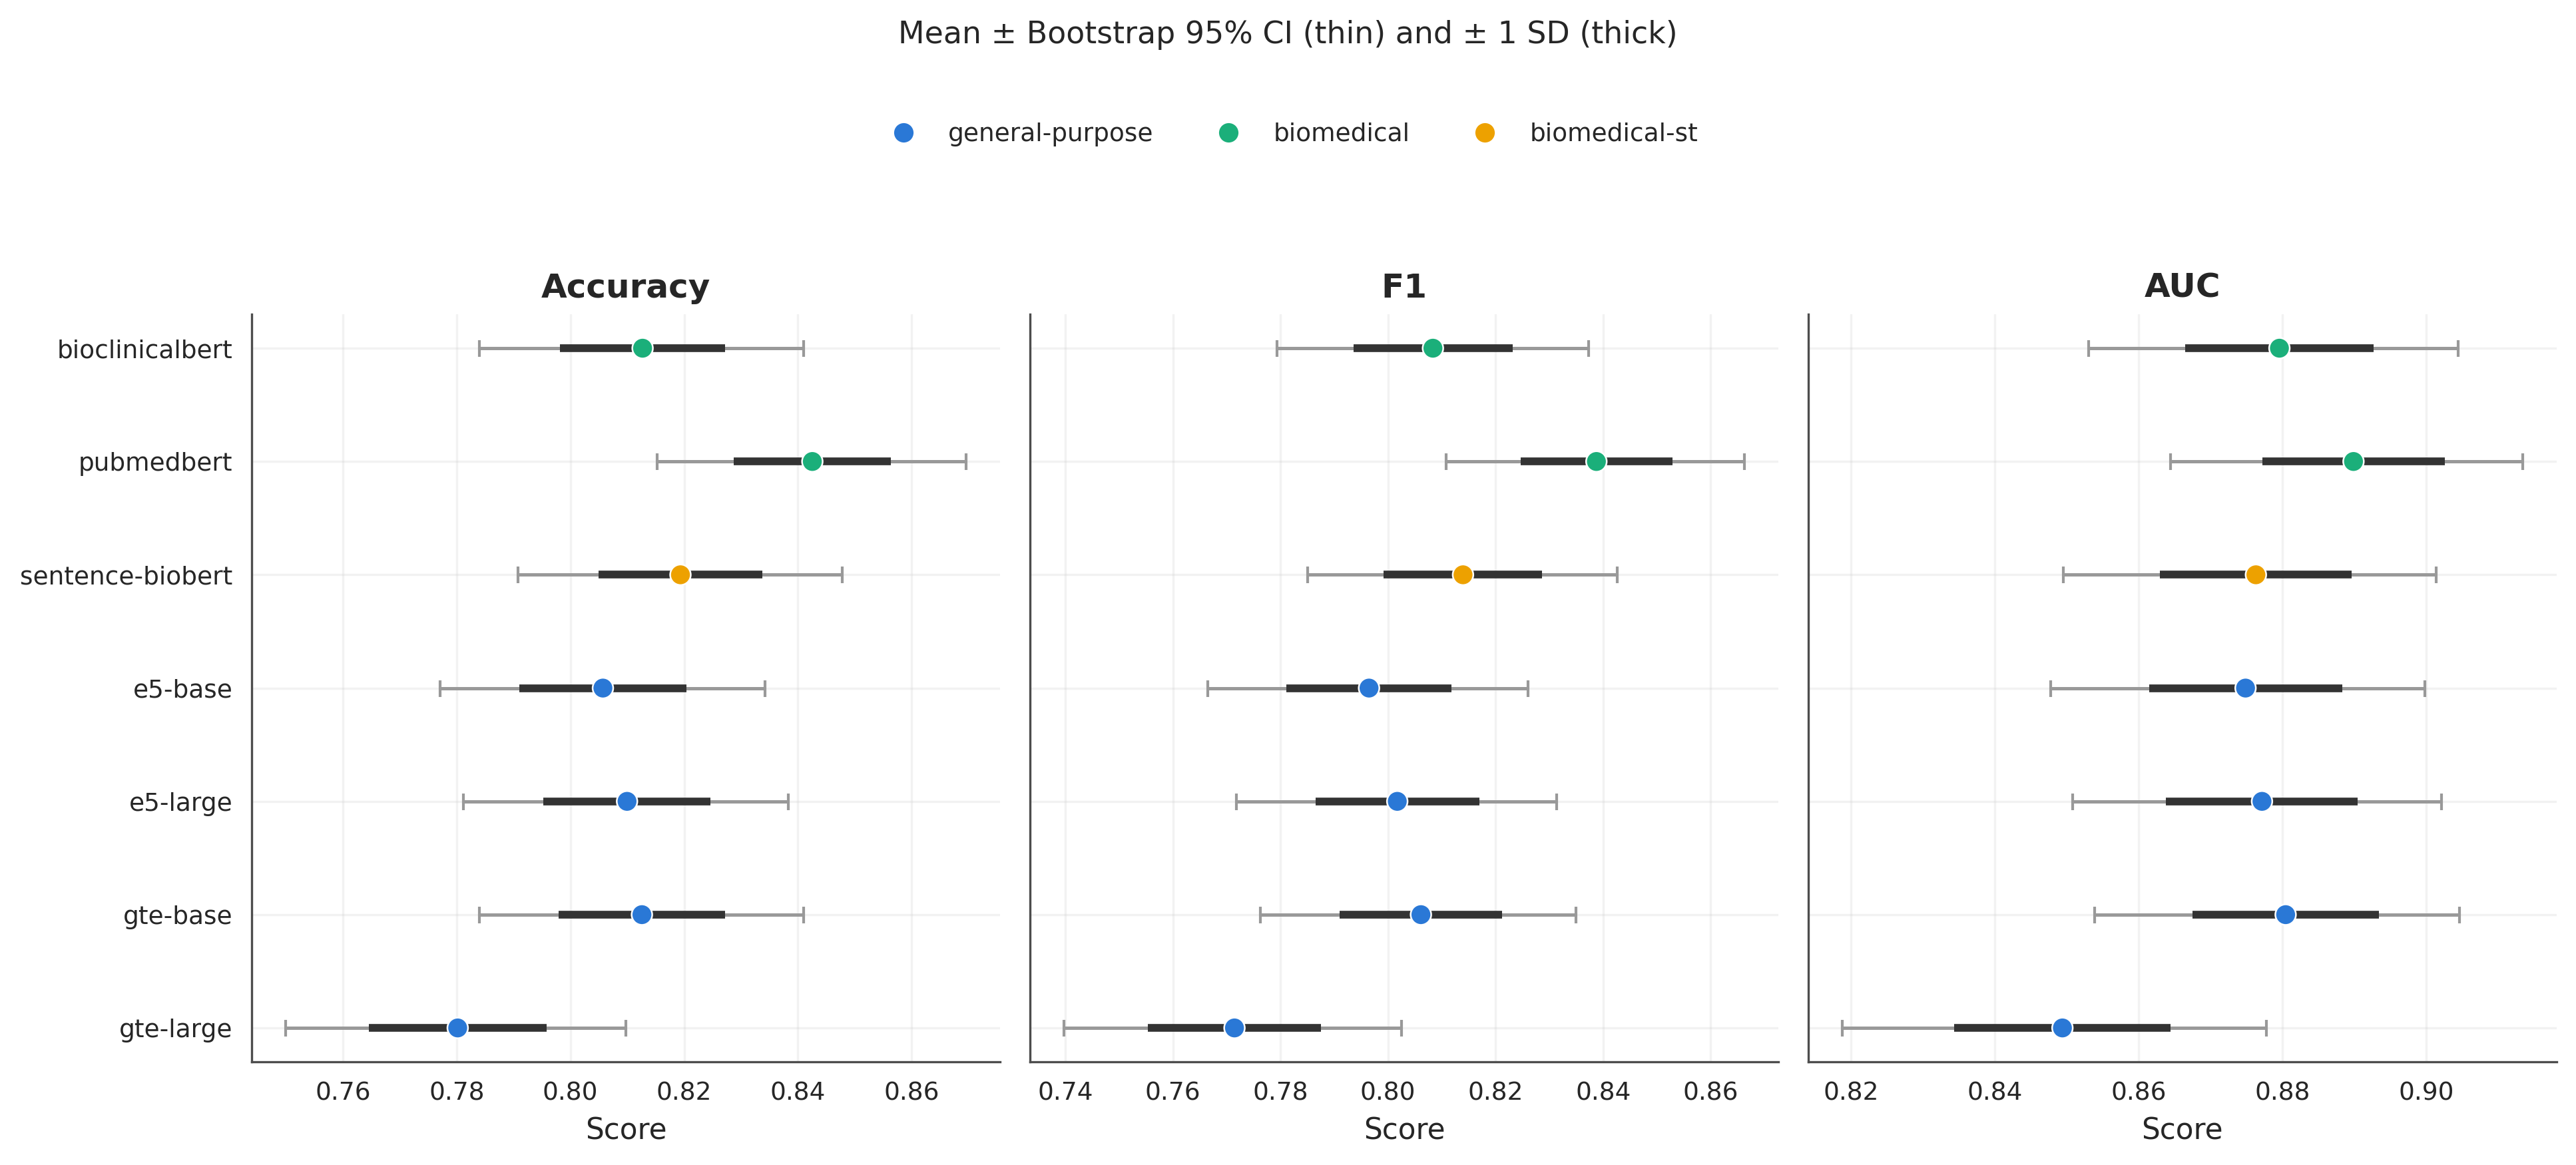 Mean ± Bootstrap 95% CI (thin) and ± 1 SD (thick)
general-purpose biomedical biomedical-st
Accuracy F1 AUC
bioclinicalbert
pubmedbert
sentence-biobert
e5-base
e5-large
gte-base
gte-large
0.76 0.78 0.80 0.82 0.84 0.86
Score
0.74 0.76 0.78 0.80 0.82 0.84 0.86
Score
0.82 0.84 0.86 0.88 0.90
Score